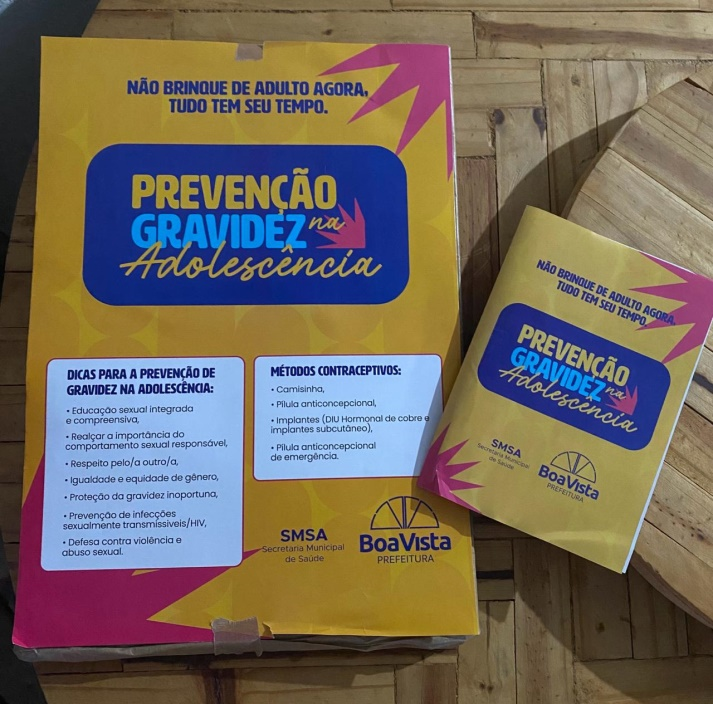 NÃO BRINQUE DE ADULTO AGORA,
TUDO TEM SEU TEMPO.
PREVENÇÃO
GRAVIDEZ na
Adolescência
DICAS PARA A PREVENÇÃO DE
GRAVIDEZ NA ADOLESCÊNCIA:
• Educação sexual integrada
e compreensiva,
• Realçar a importância do
comportamento sexual responsável,
• Respeito pelo/a outro/a,
• Igualdade e equidade de gênero,
• Proteção da gravidez inoportuna,
• Prevenção de infecções
sexualmente transmissíveis/HIV,
• Defesa contra violência e
abuso sexual.
MÉTODOS CONTRACEPTIVOS:
• Camisinha,
• Pílula anticoncepcional,
• Implantes (DIU Hormonal de cobre e
implantes subcutâneo),
• Pílula anticoncepcional
de emergência.
SMSA
Secretaria Municipal
de Saúde
BoaVista
PREFEITURA
NÃO BRINQUE DE ADULTO AGORA,
TUDO TEM SEU TEMPO.
PREVENÇÃO
GRAVIDEZ na
Adolescência
SMSA
Secretaria Municipal
de Saúde
BoaVista
PREFEITURA